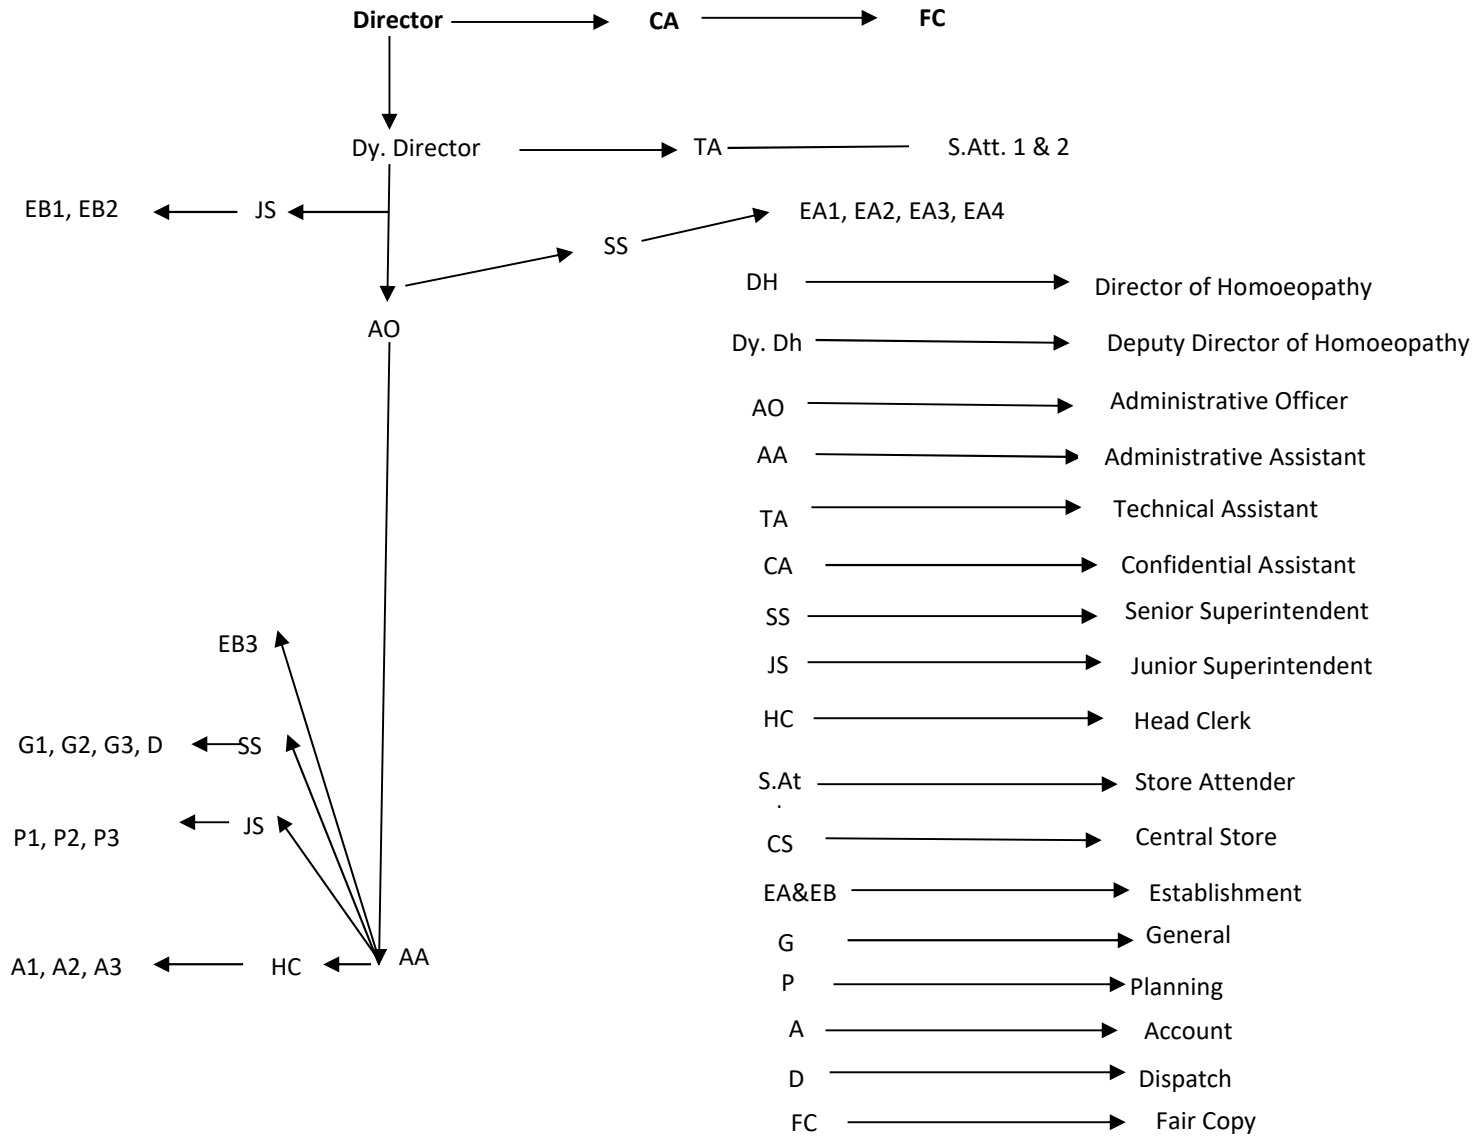 Director CA FC
Dy. Director TA S.Att. 1 & 2
EB1, EB2 JS
EA1, EA2, EA3, EA4
SS
AO
DH Director of Homoeopathy
Dy. Dh Deputy Director of Homoeopathy
AO Administrative Officer
AA Administrative Assistant
TA Technical Assistant
CA Confidential Assistant
SS Senior Superintendent
JS Junior Superintendent
HC Head Clerk
S.At
. Store Attender
CS Central Store
EA&EB Establishment
G General
P Planning
A Account
D Dispatch
FC Fair Copy
EB3
G1, G2, G3, D SS
P1, P2, P3 JS
A1, A2, A3 HC AA